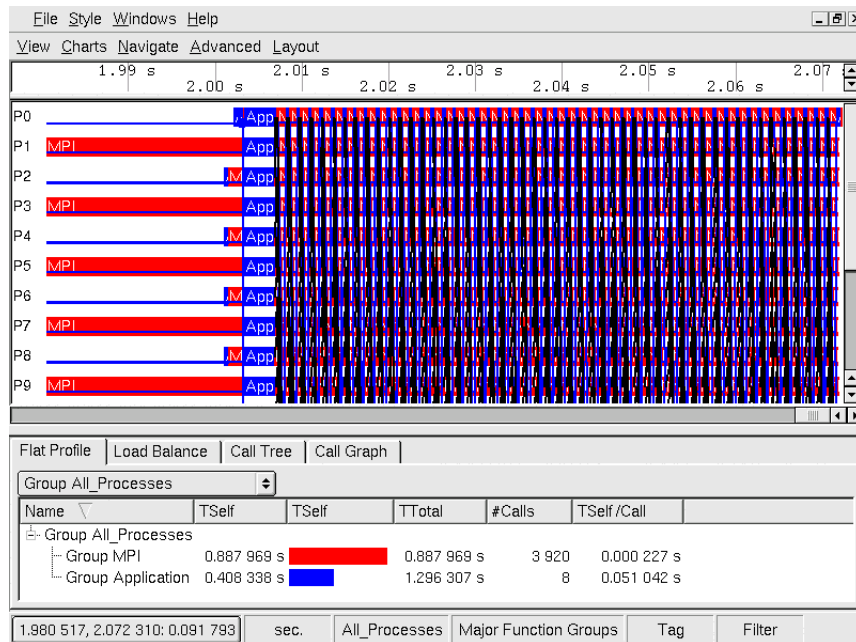 File Style Windows Help
View Charts Navigate Advanced Layout
1.99 s 2.01 s 2.03 s 2.05 s 2.07 s
2.00 s 2.02 s 2.04 s 2.06 s
P0 App
P1 MPI App
P2 M App
P3 MPI App
P4 M App
P5 MPI App
P6 M App
P7 MPI App
P8 M App
P9 MPI App
Flat Profile Load Balance Call Tree Call Graph
Group All_Processes
Name TSelf TSelf TTotal #Calls TSelf /Call
Group All_Processes
Group MPI 0.887 969 s 0.887 969 s 3 920 0.000 227 s
Group Application 0.408 338 s 1.296 307 s 8 0.051 042 s
1.980 517, 2.072 310: 0.091 793 sec. All_Processes Major Function Groups Tag Filter